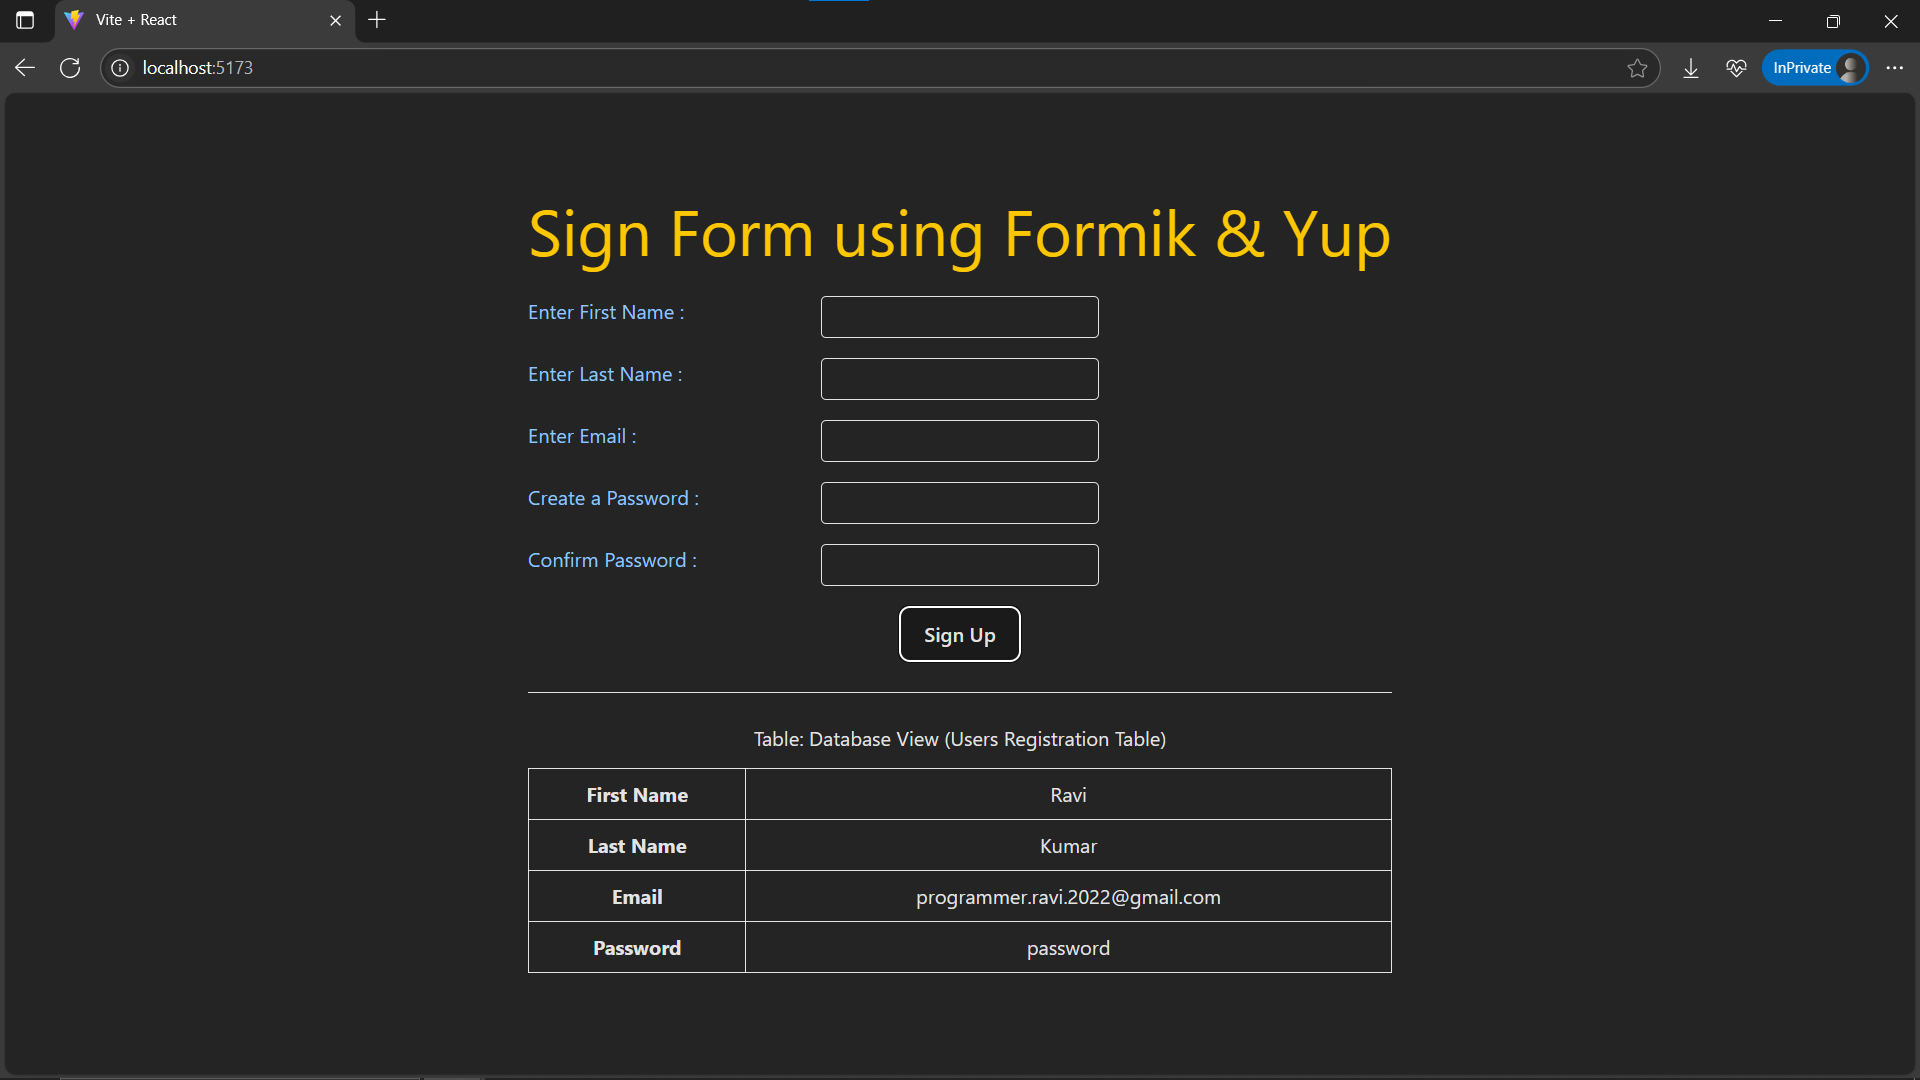 Vite + React
localhost:5173
InPrivate
Sign Form using Formik & Yup
Enter First Name :
Enter Last Name :
Enter Email :
Create a Password :
Confirm Password :
Sign Up
Table: Database View (Users Registration Table)
First Name Ravi
Last Name Kumar
Email programmer.ravi.2022@gmail.com
Password password